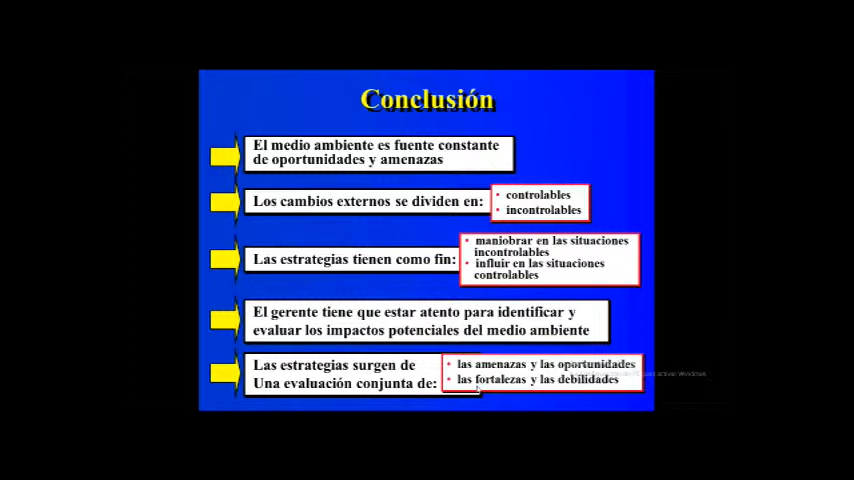 Conclusión
El medio ambiente es fuente constante
de oportunidades y amenazas
Los cambios externos se dividen en:
• controlables
• incontrolables
Las estrategias tienen como fin:
• maniobrar en las situaciones
incontrolables
• influir en las situaciones
controlables
El gerente tiene que estar atento para identificar y
evaluar los impactos potenciales del medio ambiente
Las estrategias surgen de
Una evaluación conjunta de:
• las amenazas y las oportunidades
• las fortalezas y las debilidades
para activar Windows